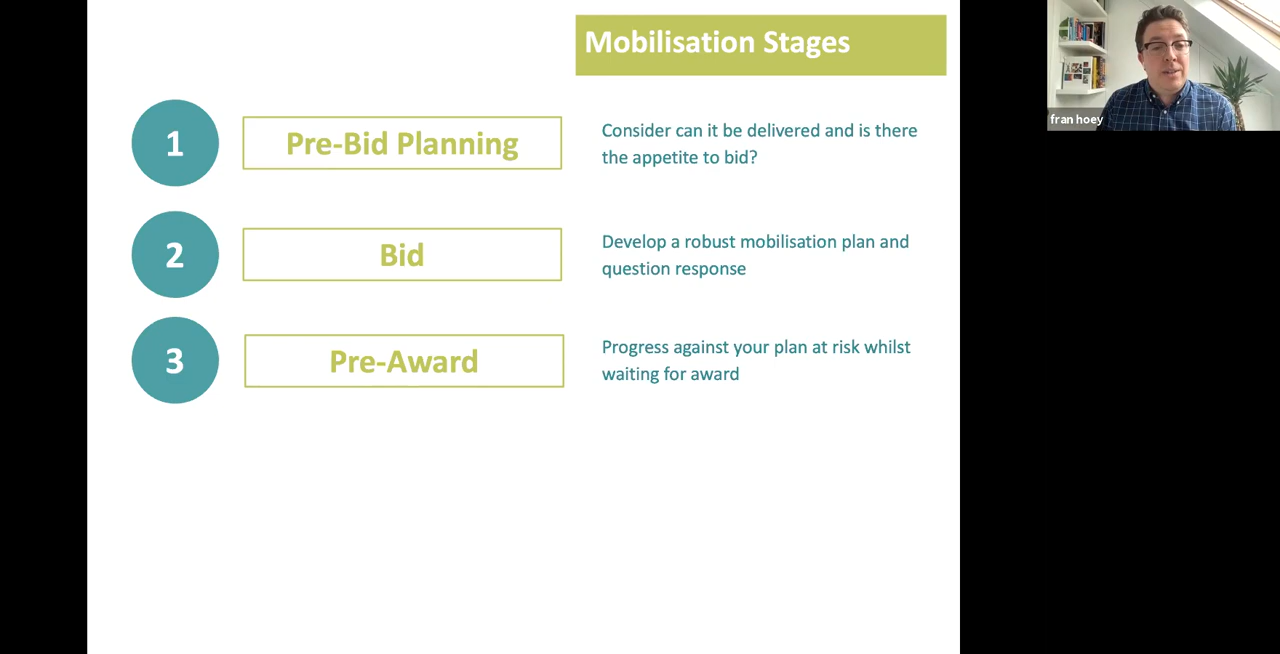 Mobilisation Stages
1
Pre-Bid Planning
Consider can it be delivered and is there
the appetite to bid?
2
Bid
Develop a robust mobilisation plan and
question response
3
Pre-Award
Progress against your plan at risk whilst
waiting for award
fran hoey